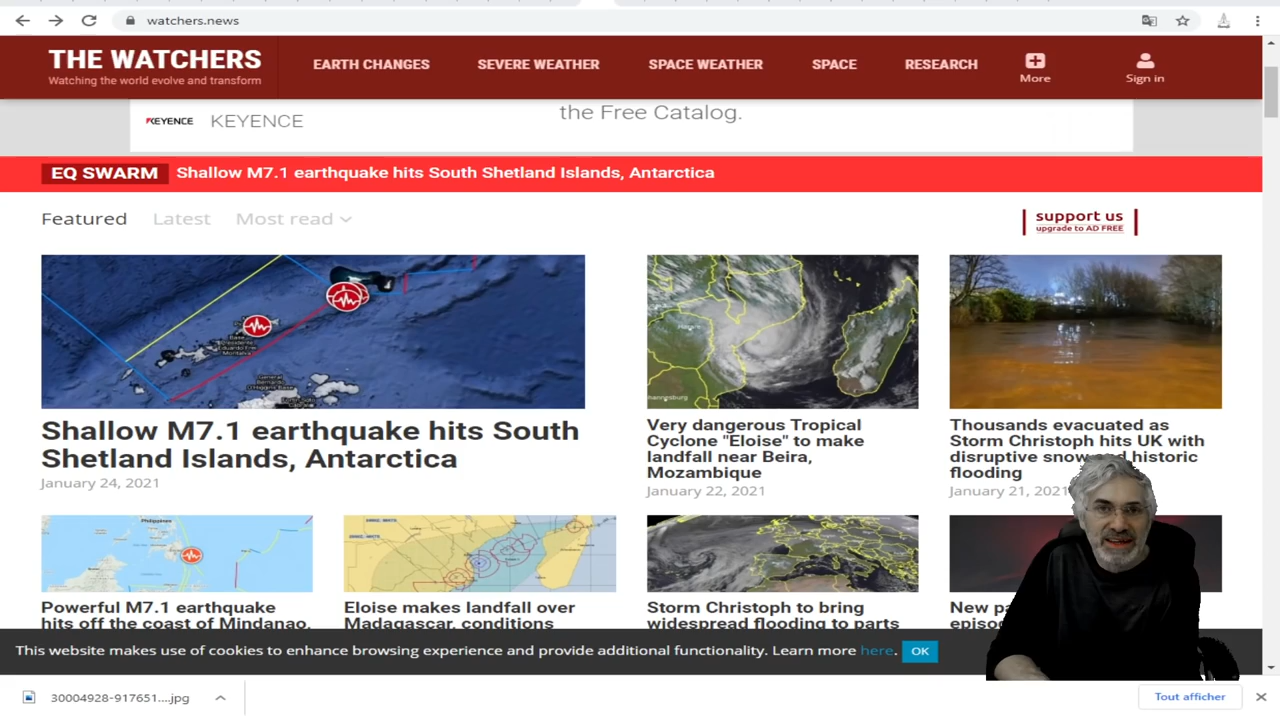 watchers.news
THE WATCHERS
Watching the world evolve and transform
EARTH CHANGES
SEVERE WEATHER
SPACE WEATHER
SPACE
RESEARCH
More
Sign in
KEYENCE
KEYENCE
the Free Catalog.
EQ SWARM
Shallow M7.1 earthquake hits South Shetland Islands, Antarctica
Featured
Latest
Most read
support us
upgrade to AD FREE
Shallow M7.1 earthquake hits South
Shetland Islands, Antarctica
January 24, 2021
Very dangerous Tropical
Cyclone "Eloise" to make
landfall near Beira,
Mozambique
January 22, 2021
Thousands evacuated as
Storm Christoph hits UK with
disruptive snow and historic
flooding
January 21, 2021
Philippines
Powerful M7.1 earthquake
hits off the coast of Mindanao,
Eloise makes landfall over
Madagascar, conditions
Storm Christoph to bring
widespread flooding to parts
New
This website makes use of cookies to enhance browsing experience and provide additional functionality. Learn more here.
OK
30004928-917651....jpg
Tout afficher